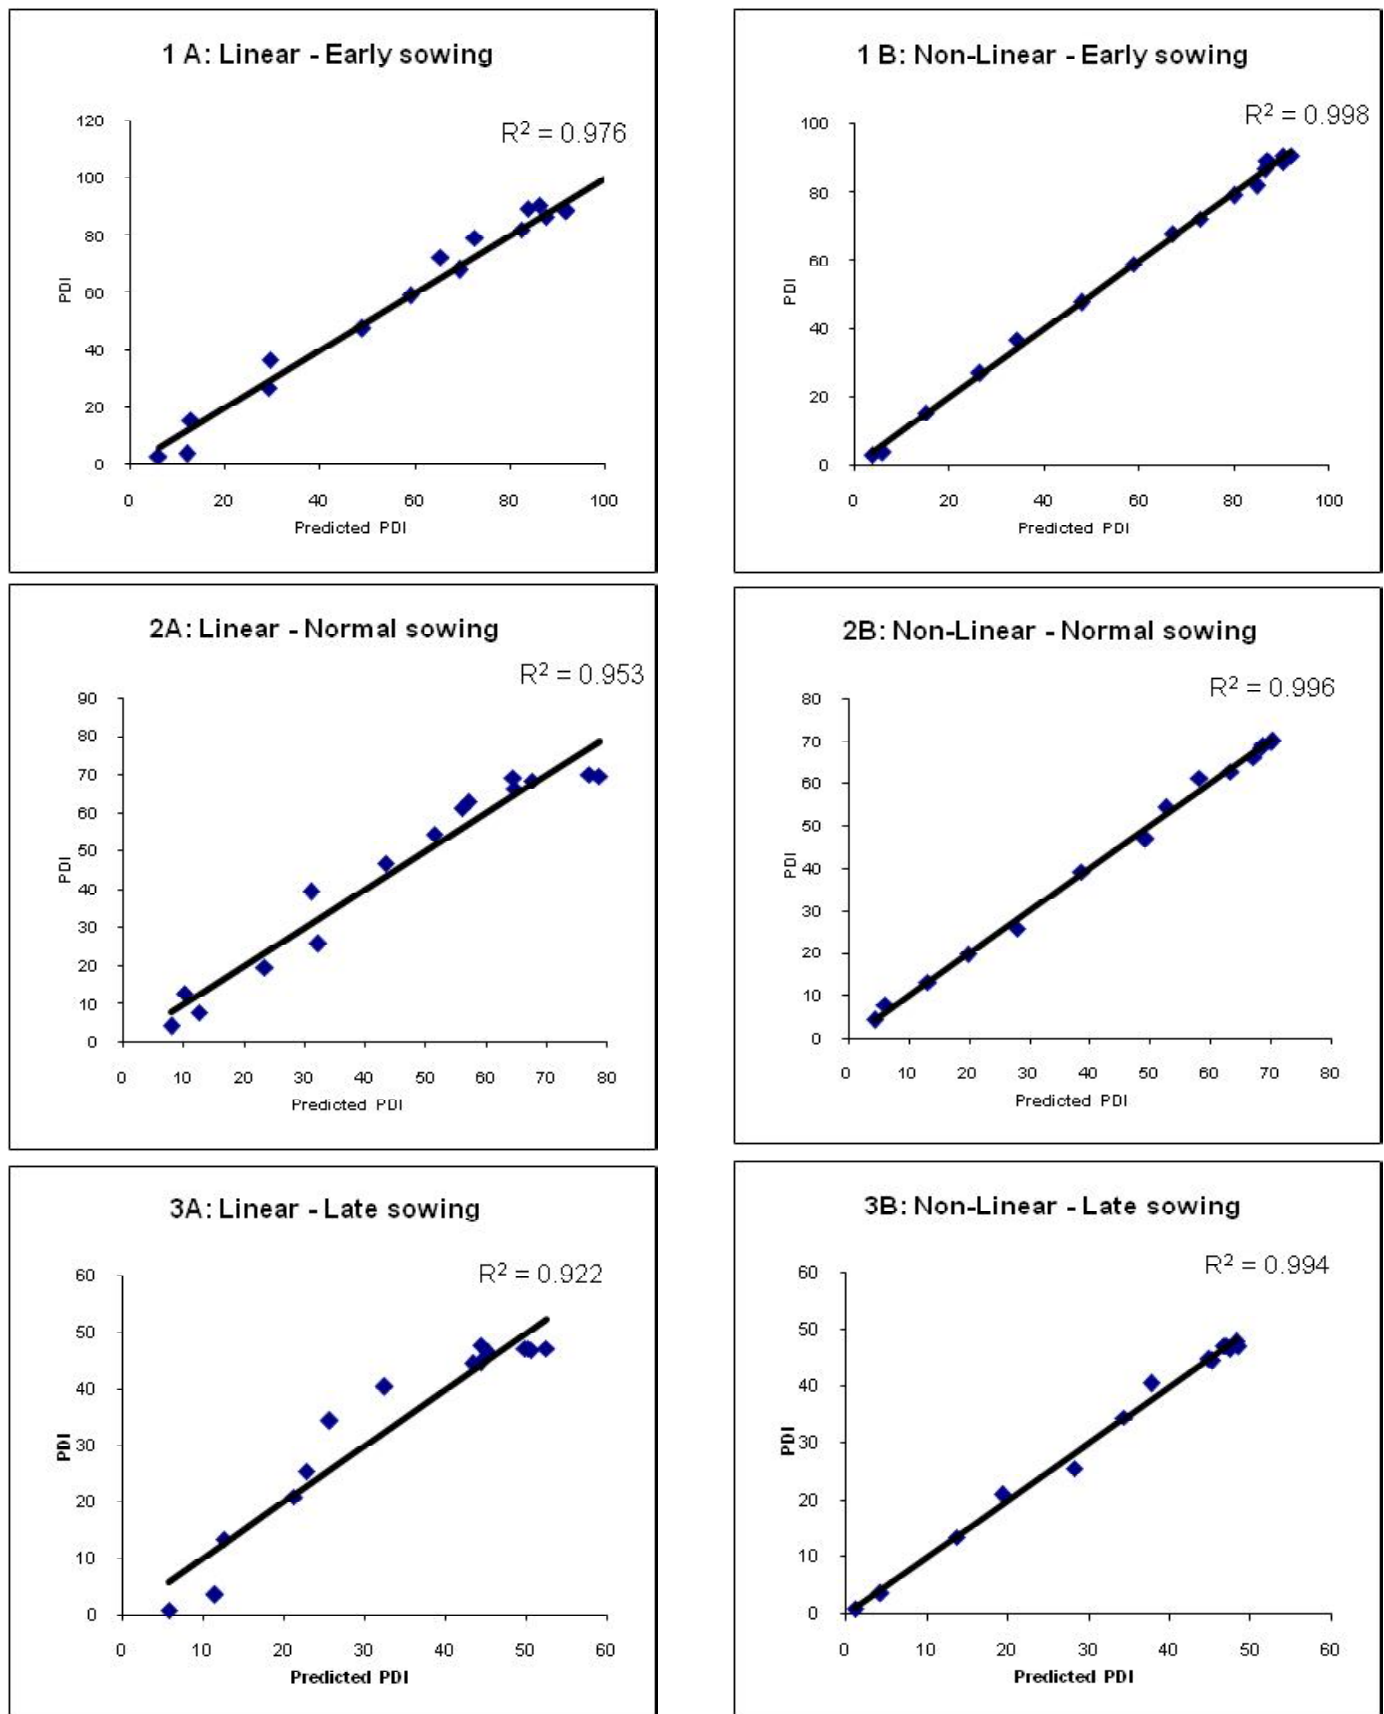 1 A: Linear - Early sowing
R² = 0.976
120
100
80
60
40
20
0
PDI
0 20 40 60 80 100
Predicted PDI
1 B: Non-Linear - Early sowing
R² = 0.998
100
80
60
40
20
0
PDI
0 20 40 60 80 100
Predicted PDI
2A: Linear - Normal sowing
R² = 0.953
90
80
70
60
50
40
30
20
10
0
PDI
0 10 20 30 40 50 60 70 80
Predicted PDI
2B: Non-Linear - Normal sowing
R² = 0.996
80
70
60
50
40
30
20
10
0
PDI
0 10 20 30 40 50 60 70 80
Predicted PDI
3A: Linear - Late sowing
R² = 0.922
60
50
40
30
20
10
0
PDI
0 10 20 30 40 50 60
Predicted PDI
3B: Non-Linear - Late sowing
R² = 0.994
60
50
40
30
20
10
0
PDI
0 10 20 30 40 50 60
Predicted PDI